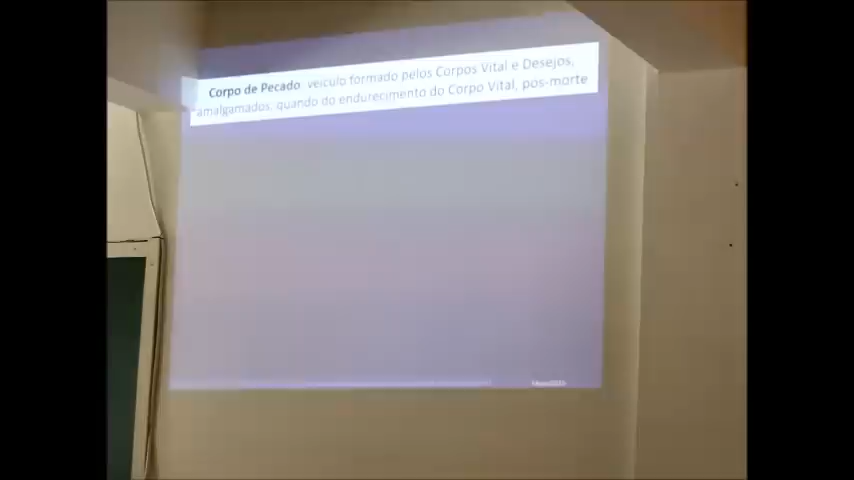 Corpo de Pecado veículo formado pelos Corpos Vital e Desejos,
amalgamados, quando do endurecimento do Corpo Vital, pos-morte